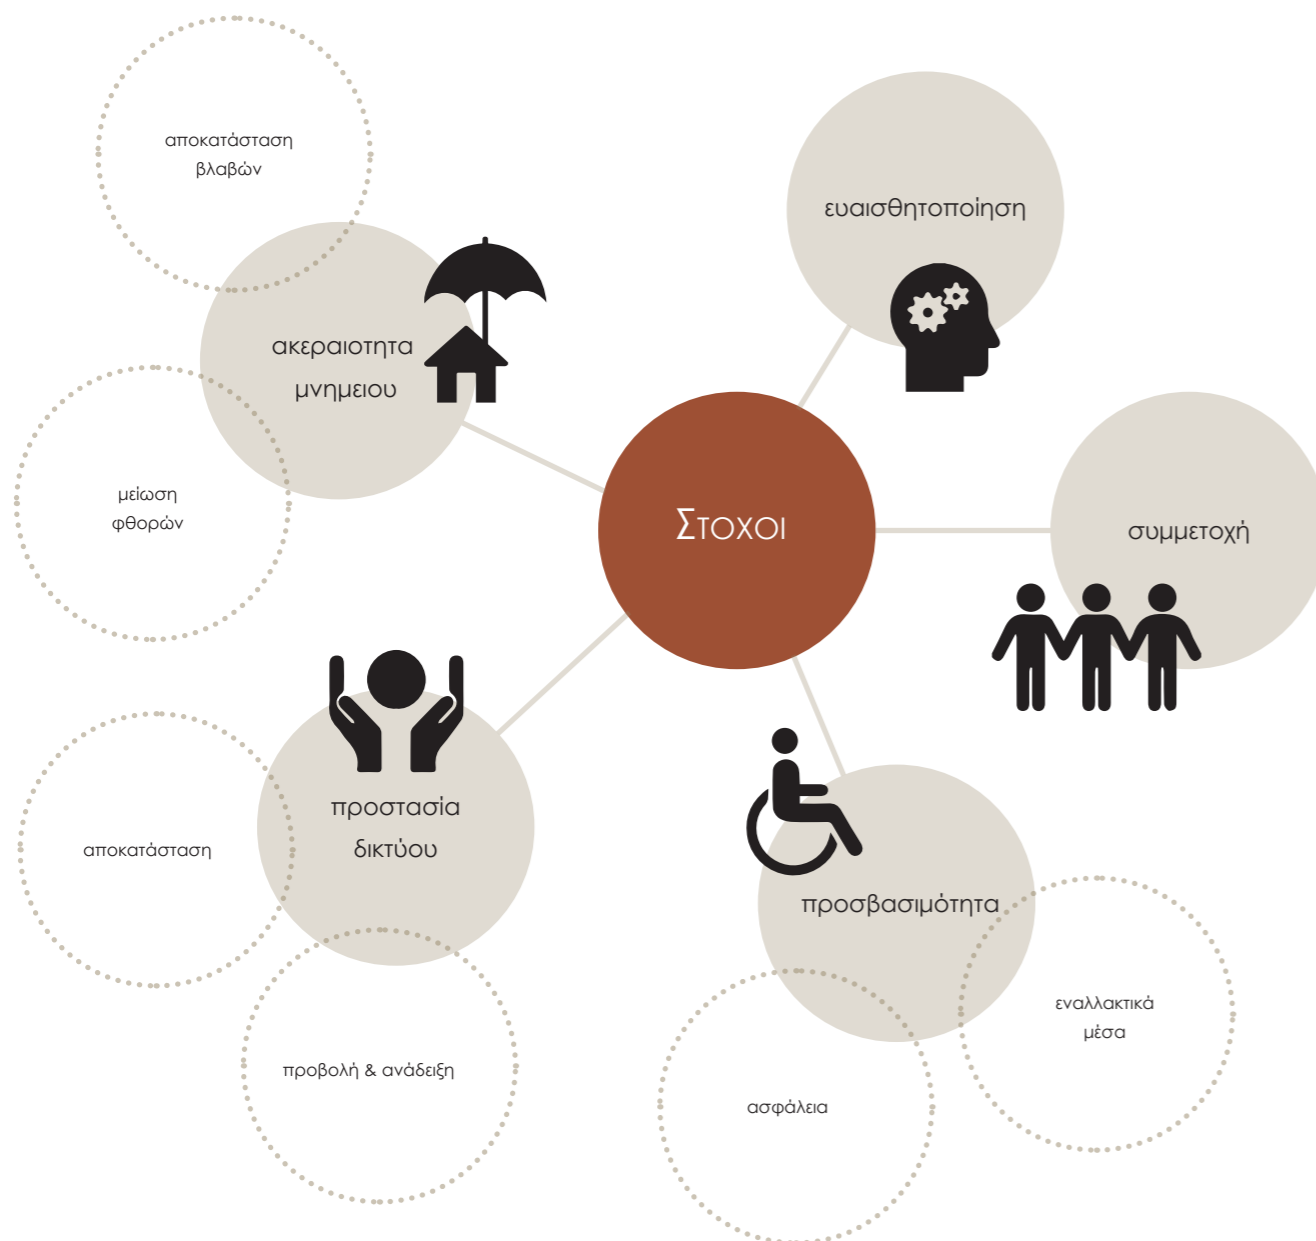 αποκατάσταση
βλαβών
ευαισθητοποίηση
ακεραιοτητα
μνημειου
μείωση
φθορών
Στοχοι
συμμετοχή
προστασία
δικτύου
αποκατάσταση
προβολή & ανάδειξη
προσβασιμότητα
εναλλακτικά
μέσα
ασφάλεια